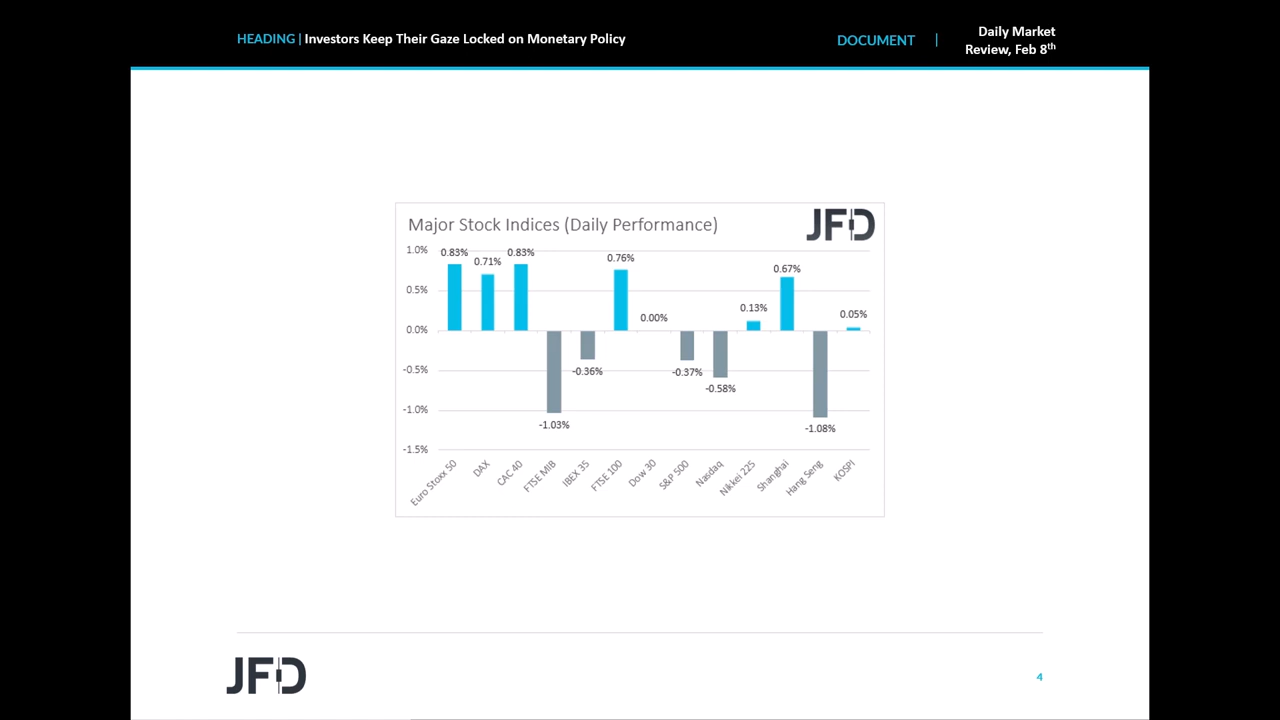 HEADING | Investors Keep Their Gaze Locked on Monetary Policy
DOCUMENT |
Daily Market
Review, Feb 8th
Major Stock Indices (Daily Performance)
JFD
1.0%
0.5%
0.0%
-0.5%
-1.0%
-1.5%
0.83%
0.71%
0.83%
-1.03%
-0.36%
0.76%
0.00%
-0.37%
-0.58%
0.13%
0.67%
-1.08%
0.05%
Euro Stoxx 50
DAX
CAC 40
FTSE MIB
IBEX 35
FTSE 100
Dow 30
S&P 500
Nasdaq
Nikkei 225
Shanghai
Hang Seng
KOSPI
JFD
4